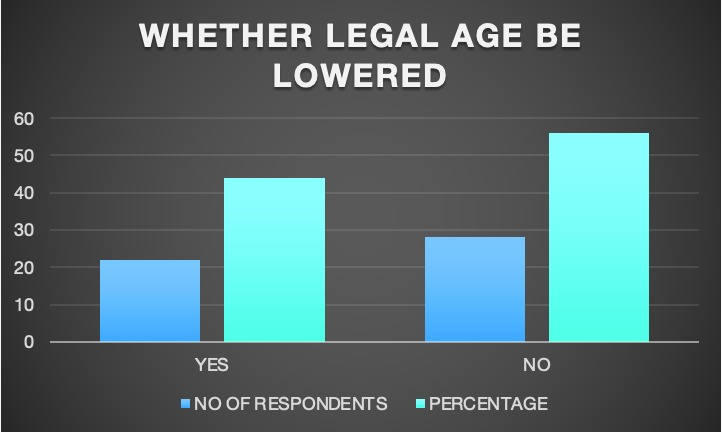 WHETHER LEGAL AGE BE
LOWERED
60
50
40
30
20
10
0
YES NO
NO OF RESPONDENTS PERCENTAGE